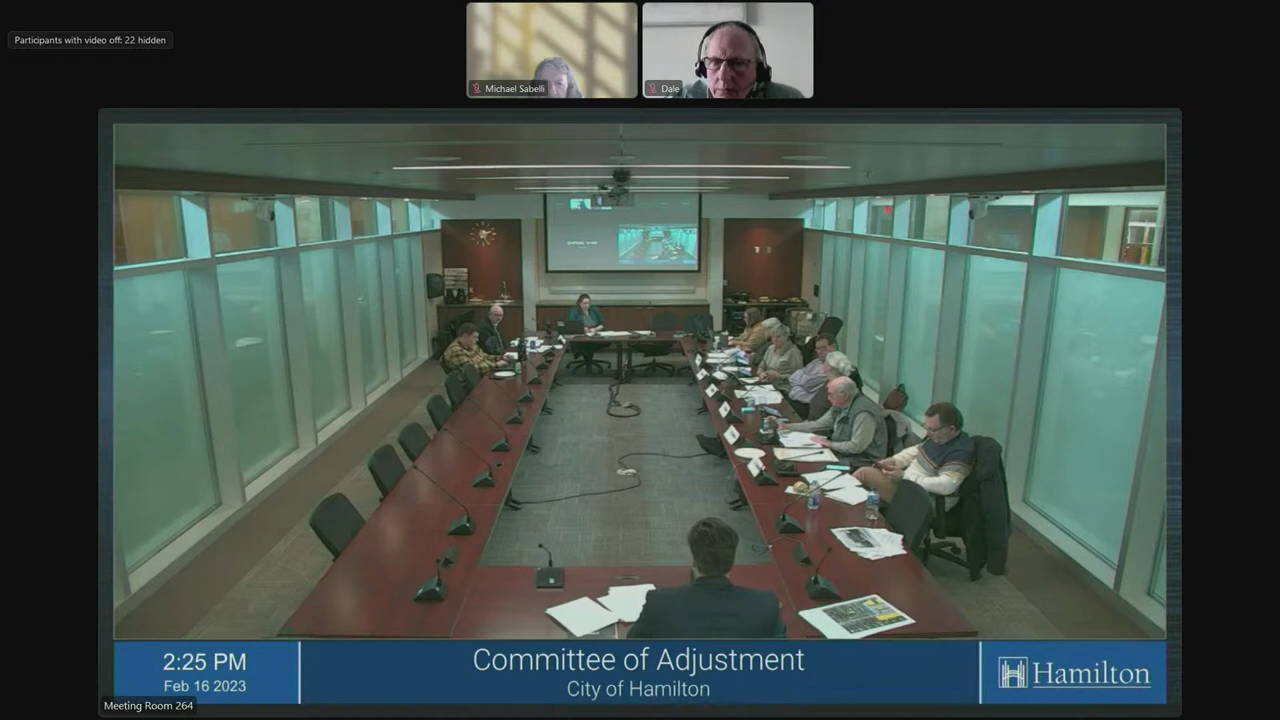 Participants with video off: 22 hidden
Michael Sabelli
Dale
2:25 PM
Feb 16 2023
Committee of Adjustment
City of Hamilton
Hamilton
Meeting Room 264